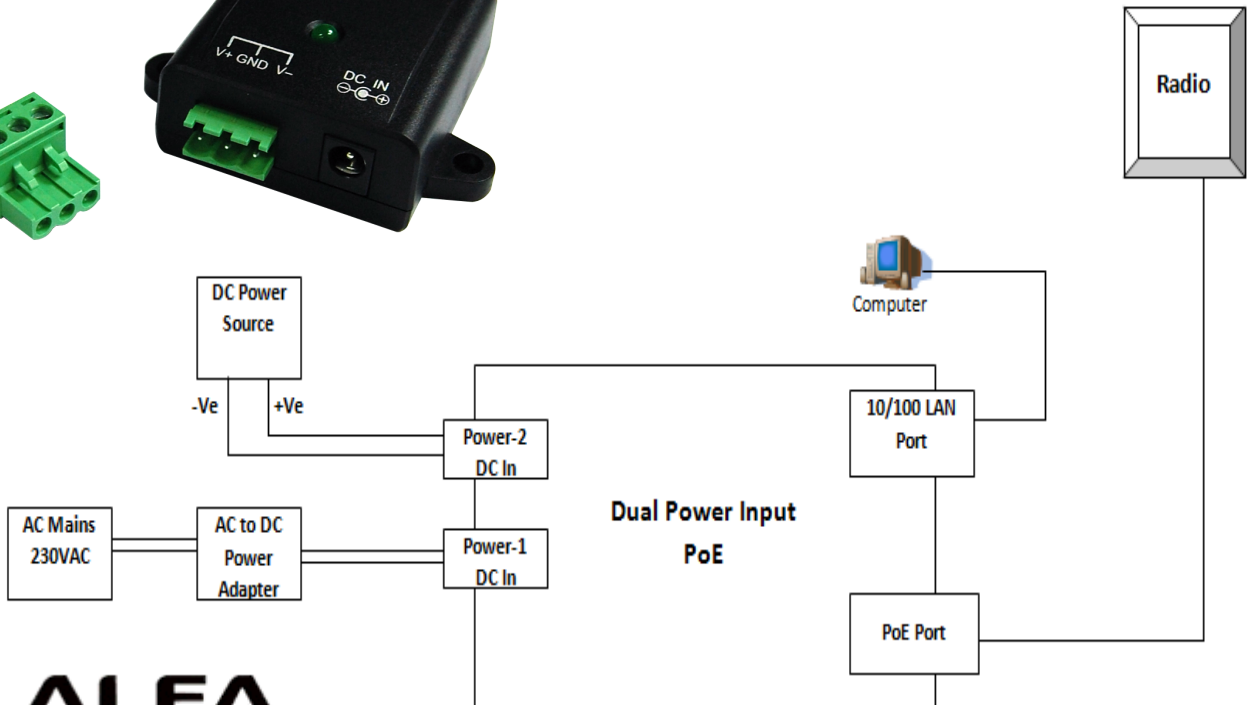 V+ GND V-
DC IN
Radio
Computer
DC Power
Source
-Ve
+Ve
10/100 LAN
Port
Power-2
DC In
Dual Power Input
PoE
AC Mains
230VAC
AC to DC
Power
Adapter
Power-1
DC In
PoE Port
ALFA